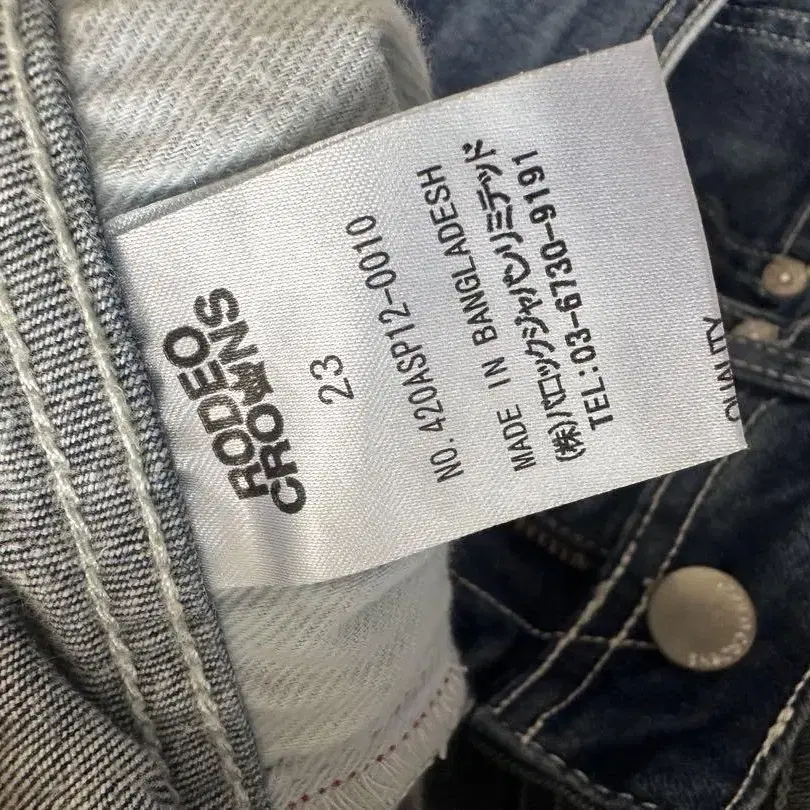 RODEO
CROWNS
23
NO. 420ASP12-0010
MADE IN BANGLADESH
(株)バロックジャパンリミテッド
TEL:03-6730-9191
QUALITY